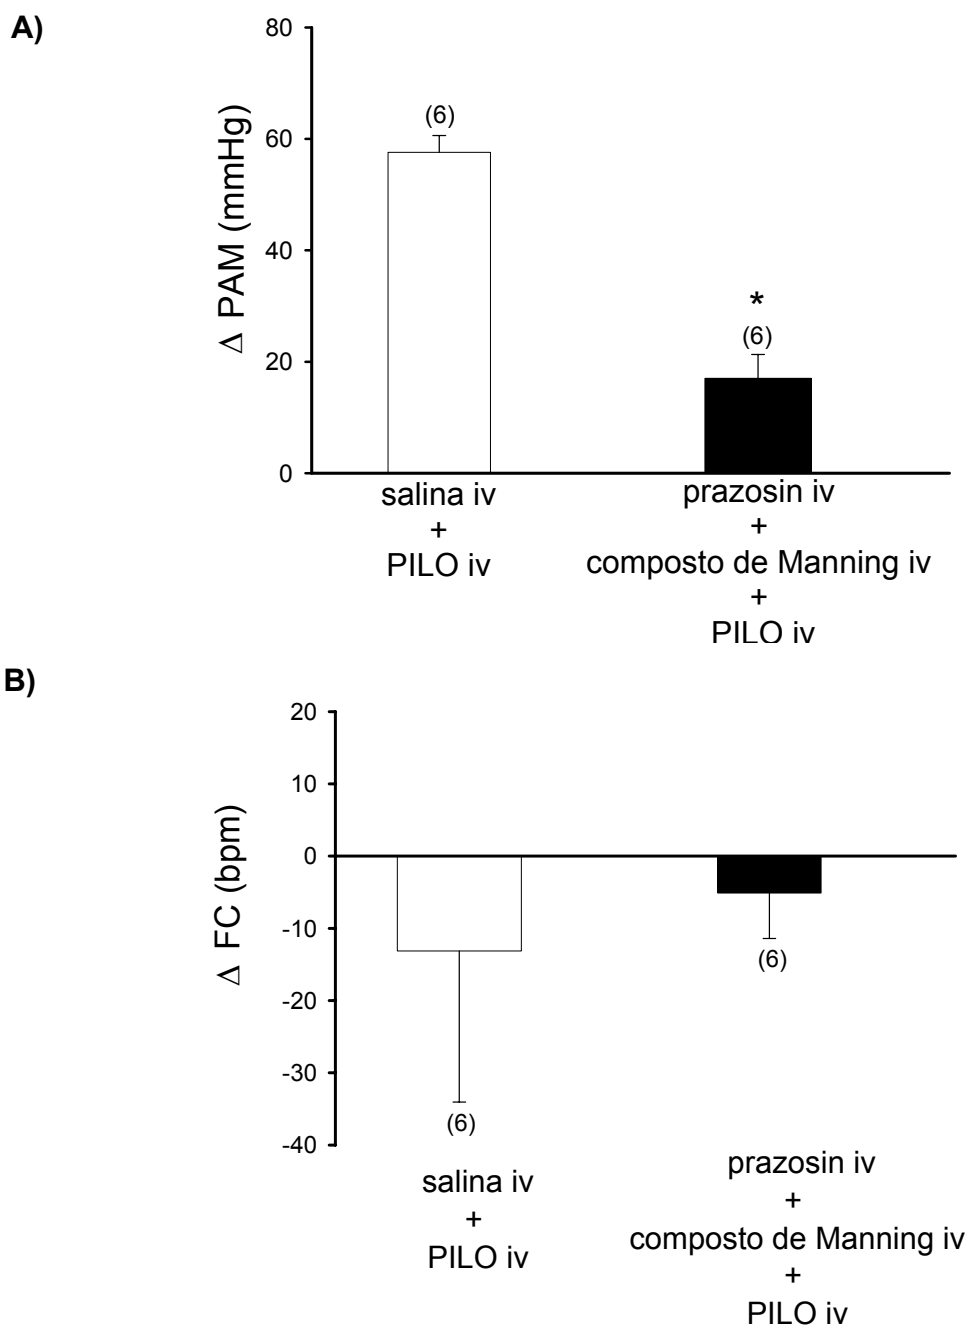 A)
80
60
40
20
0
Δ PAM (mmHg)
(6)
*
(6)
salina iv
+
PILO iv
prazosin iv
+
composto de Manning iv
+
PILO iv
B)
20
10
0
-10
-20
-30
-40
Δ FC (bpm)
(6)
(6)
salina iv
+
PILO iv
prazosin iv
+
composto de Manning iv
+
PILO iv